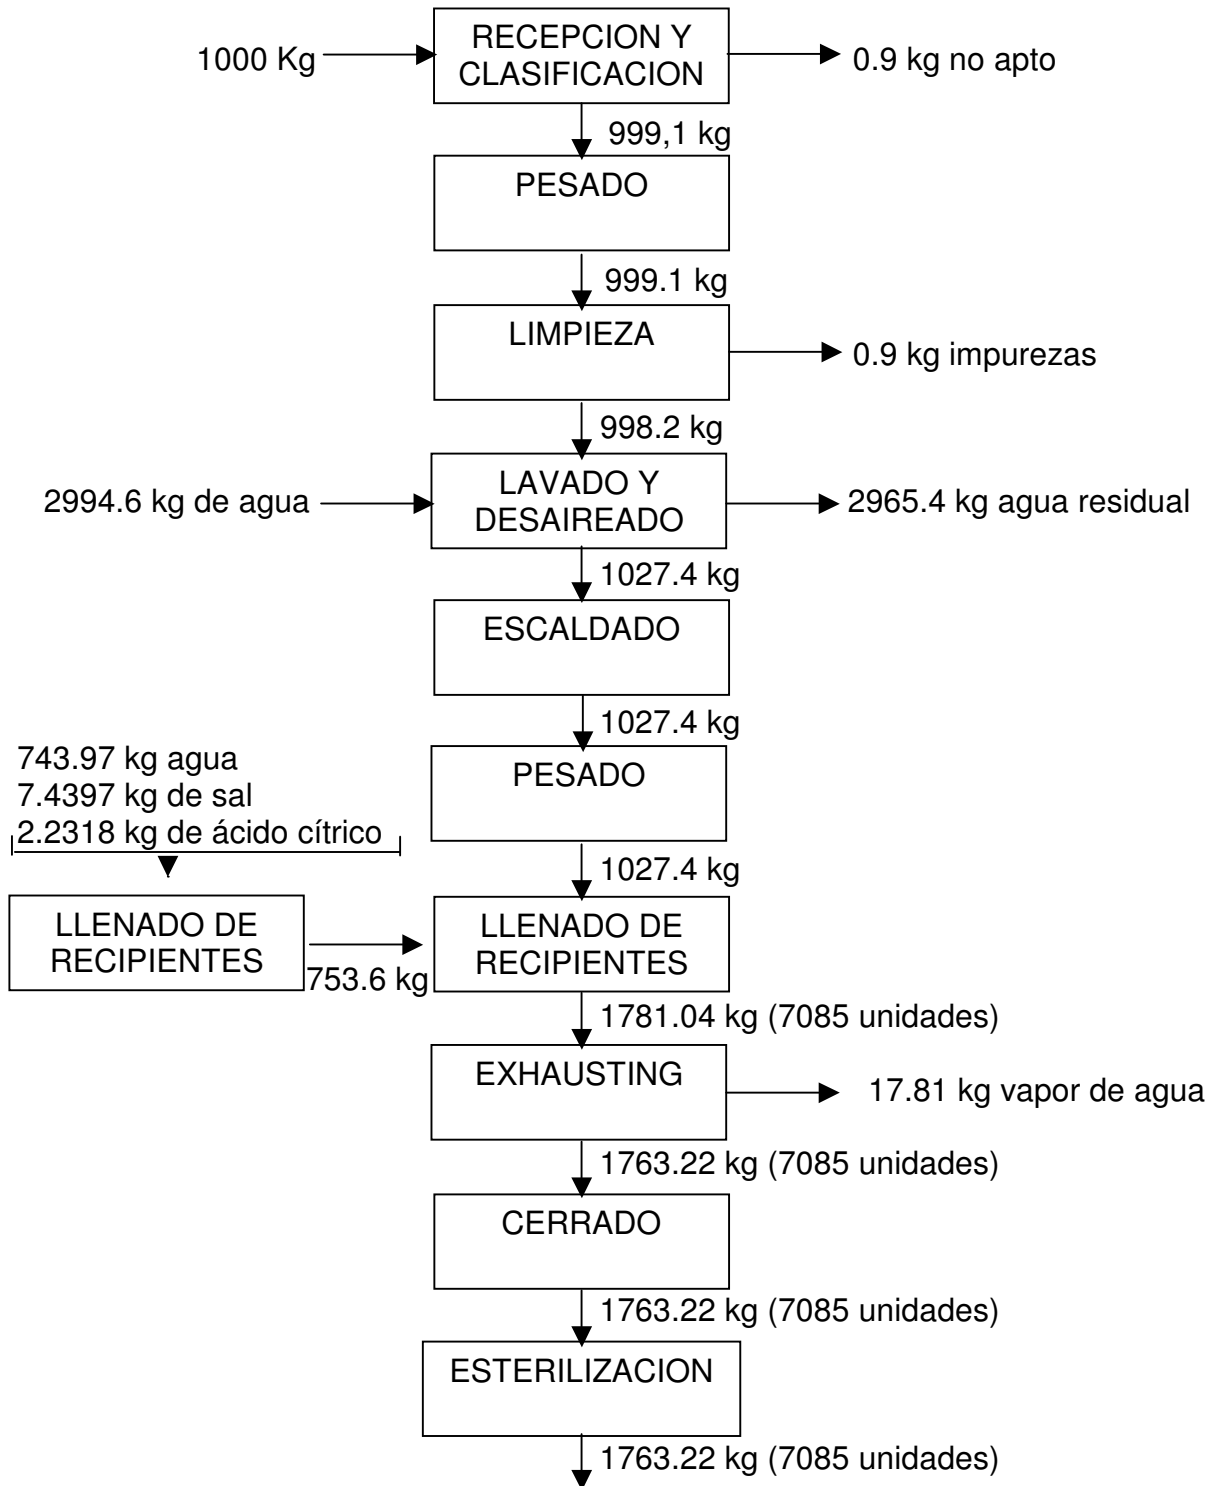 1000 Kg
RECEPCION Y
CLASIFICACION
0.9 kg no apto
999,1 kg
PESADO
999.1 kg
LIMPIEZA
0.9 kg impurezas
998.2 kg
2994.6 kg de agua
LAVADO Y
DESAIREADO
2965.4 kg agua residual
1027.4 kg
ESCALDADO
1027.4 kg
PESADO
743.97 kg agua
7.4397 kg de sal
2.2318 kg de ácido cítrico
1027.4 kg
LLENADO DE
RECIPIENTES
753.6 kg
LLENADO DE
RECIPIENTES
1781.04 kg (7085 unidades)
EXHAUSTING
17.81 kg vapor de agua
1763.22 kg (7085 unidades)
CERRADO
1763.22 kg (7085 unidades)
ESTERILIZACION
1763.22 kg (7085 unidades)